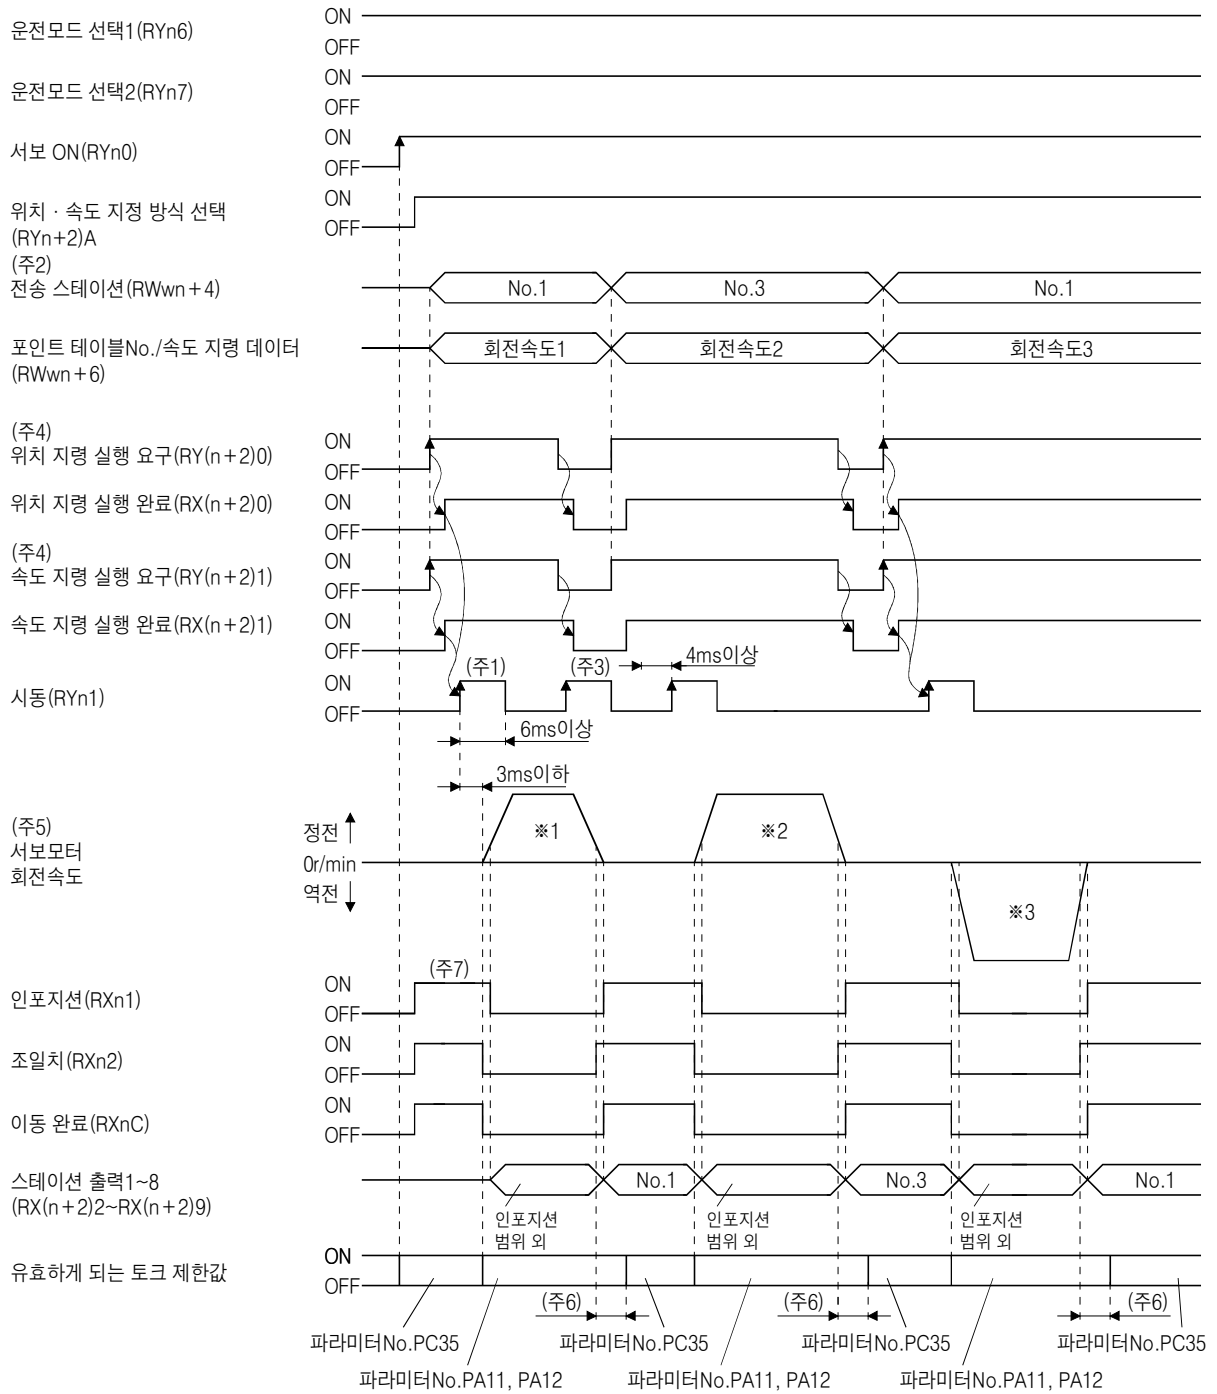 운전모드 선택1(RYn6)
ON
OFF
운전모드 선택2(RYn7)
ON
OFF
서보 ON(RYn0)
ON
OFF
위치 · 속도 지정 방식 선택
(RYn+2)A
ON
OFF
(주2)
전송 스테이션(RWwn+4)
No.1
No.3
No.1
포인트 테이블No./속도 지령 데이터
(RWwn+6)
회전속도1
회전속도2
회전속도3
(주4)
위치 지령 실행 요구(RY(n+2)0)
ON
OFF
위치 지령 실행 완료(RX(n+2)0)
ON
OFF
(주4)
속도 지령 실행 요구(RY(n+2)1)
ON
OFF
속도 지령 실행 완료(RX(n+2)1)
ON
OFF
시동(RYn1)
ON
OFF
(주1)
(주3)
4ms이상
6ms이상
3ms이하
(주5)
서보모터
회전속도
정전
0r/min
역전
※1
※2
※3
인포지션(RXn1)
ON
OFF
(주7)
조일치(RXn2)
ON
OFF
이동 완료(RXnC)
ON
OFF
스테이션 출력1~8
(RX(n+2)2~RX(n+2)9)
No.1
No.3
No.1
인포지션
범위 외
인포지션
범위 외
인포지션
범위 외
유효하게 되는 토크 제한값
ON
OFF
(주6)
(주6)
(주6)
파라미터No.PC35
파라미터No.PC35
파라미터No.PC35
파라미터No.PC35
파라미터No.PA11, PA12
파라미터No.PA11, PA12
파라미터No.PA11, PA12